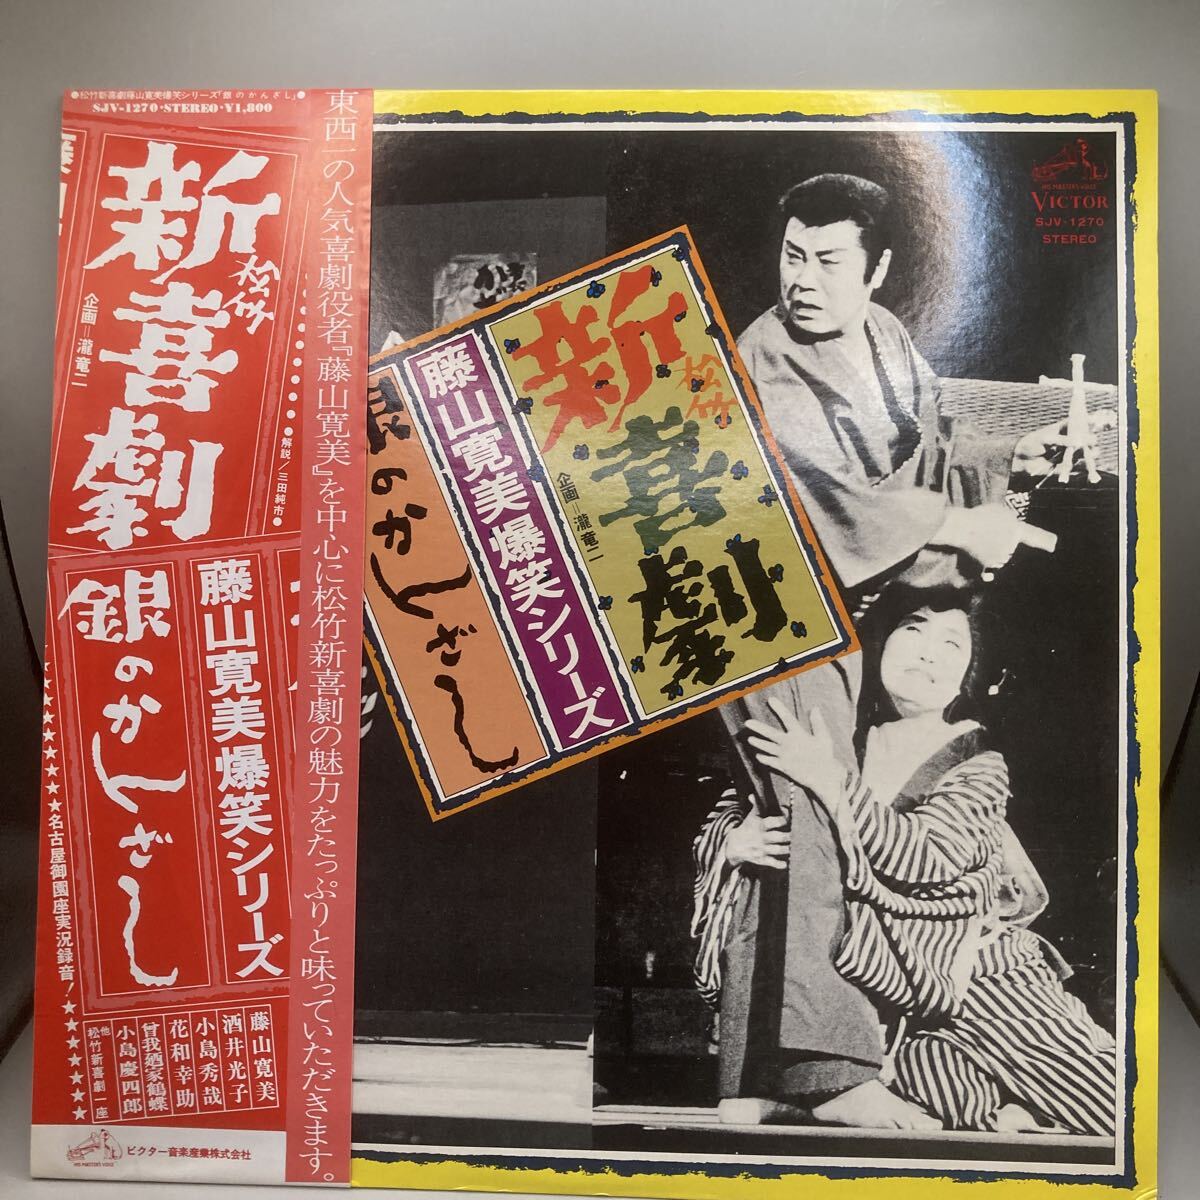 ●松竹新喜劇藤山寛美爆笑シリーズ「銀のかんざし」●
SJV-1270・STEREO・¥1,800
松竹
新喜劇
企画=瀧竜二
●●●●●●●●解説/三田純市●
藤山寛美爆笑シリーズ
銀のかんざし
★★★★★★★★★★★名古屋御園座実況録音!★★★★★★★
藤山寛美
酒井光子
小島秀哉
花和幸助
曾我廼家鶴蝶
小島慶四郎
他 松竹新喜劇一座
HIS MASTER'S VOICE
ビクター音楽産業株式会社
東西一の人気喜劇役者『藤山寛美』を中心に松竹新喜劇の魅力をたっぷりと味っていただきます。
松竹
新喜劇
企画=瀧竜二
藤山寛美爆笑シリーズ
銀のかんざし
HIS MASTER'S VOICE
VICTOR
SJV-1270
STEREO